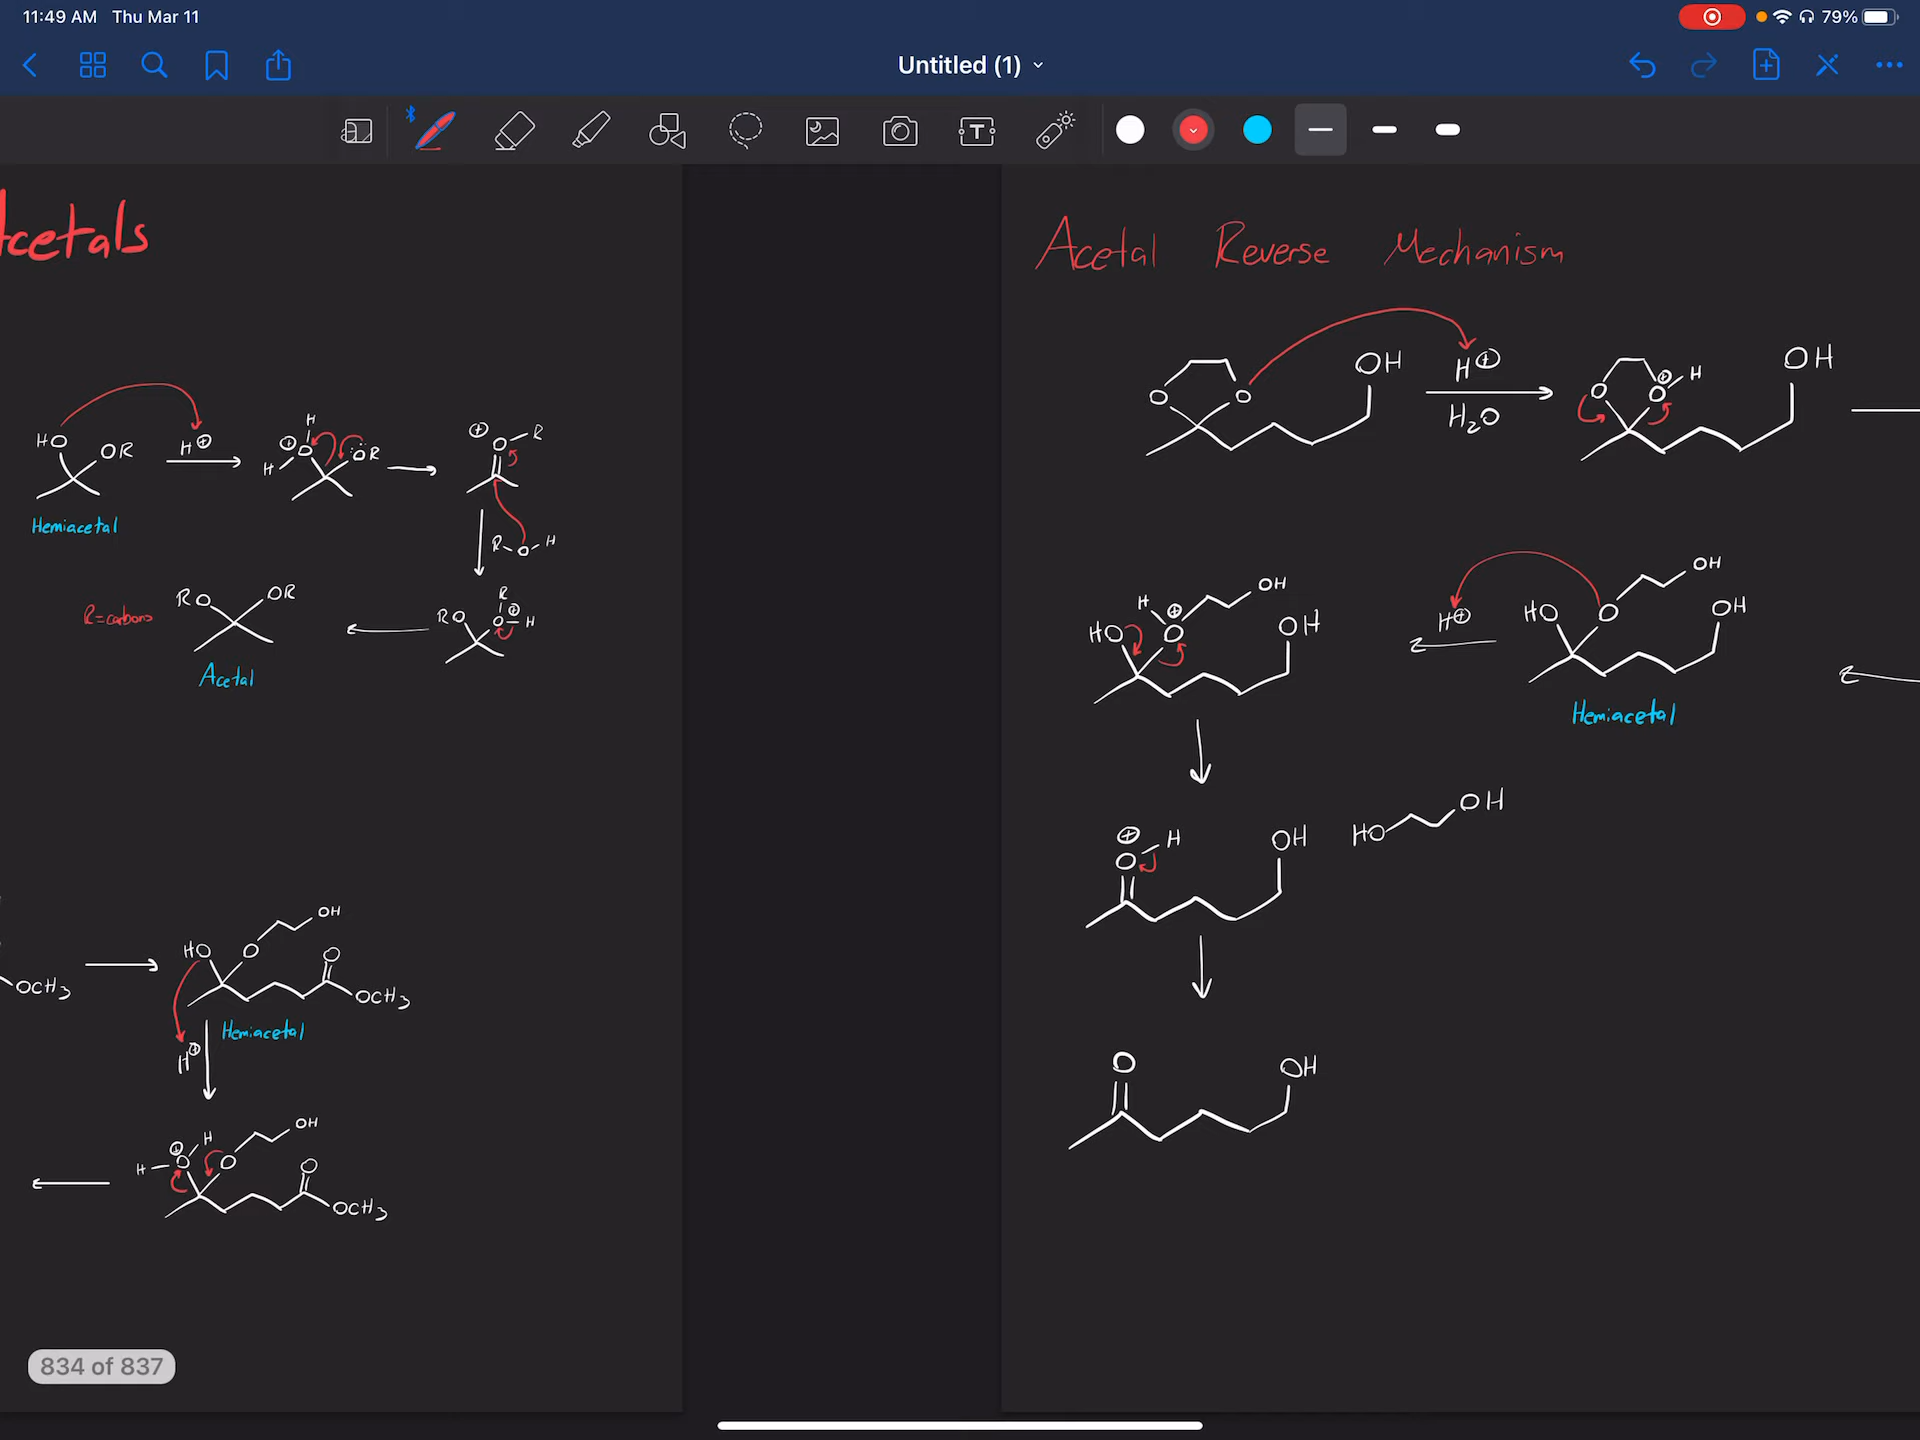 11:49 AM Thu Mar 11
79%
Untitled (1)
Acetals
HO
OR
H⊕
H
⊕
O
H
OR
⊕
O
R
Hemiacetal
R
O
H
RO
OR
R=carbons
Acetal
RO
R
⊕
O
H
OCH3
HO
O
OH
O
OCH3
Hemiacetal
H⊕
⊕
H
H
O
O
OH
O
OCH3
834 of 837
Acetal Reverse Mechanism
O
O
OH
H⊕
H2O
O
⊕
O
H
OH
HO
H
⊕
O
OH
OH
H⊕
HO
O
OH
OH
Hemiacetal
⊕
O
H
OH
HO
OH
O
OH